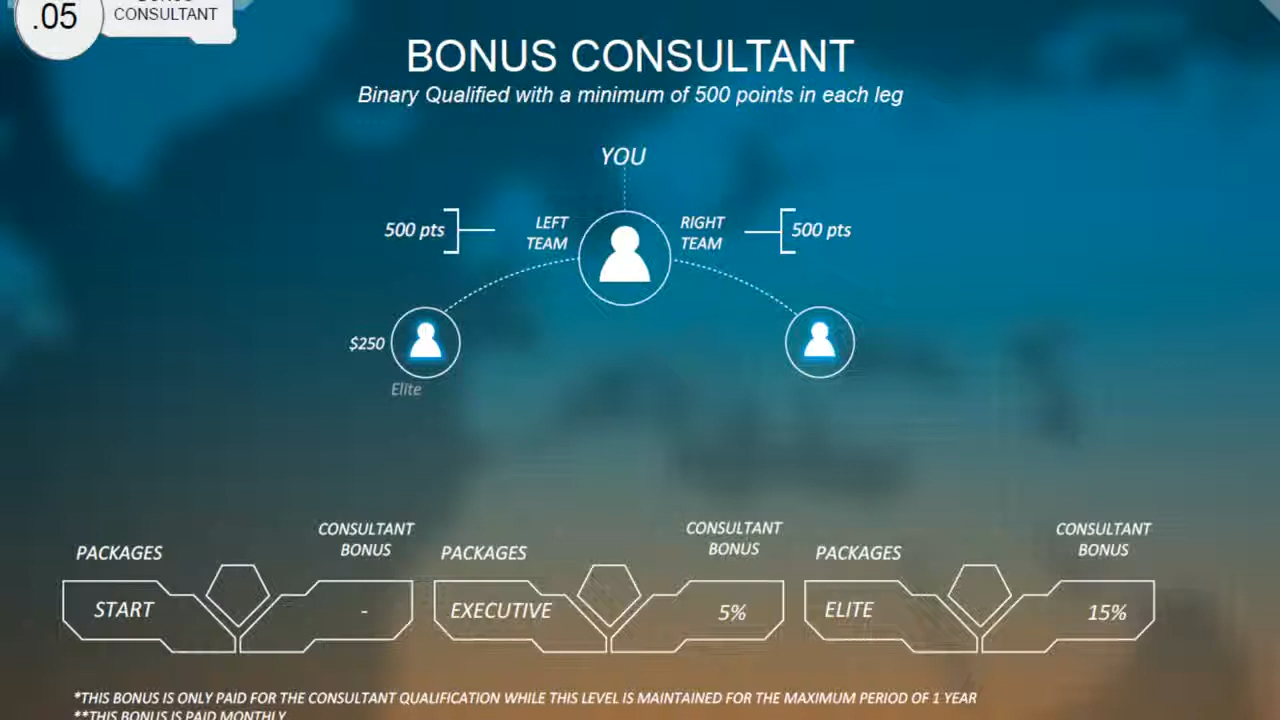 .05
CONSULTANT
BONUS CONSULTANT
Binary Qualified with a minimum of 500 points in each leg
YOU
500 pts
LEFT
TEAM
RIGHT
TEAM
500 pts
$250
Elite
PACKAGES
CONSULTANT
BONUS
PACKAGES
CONSULTANT
BONUS
PACKAGES
CONSULTANT
BONUS
START
-
EXECUTIVE
5%
ELITE
15%
*THIS BONUS IS ONLY PAID FOR THE CONSULTANT QUALIFICATION WHILE THIS LEVEL IS MAINTAINED FOR THE MAXIMUM PERIOD OF 1 YEAR
**THIS BONUS IS PAID MONTHLY